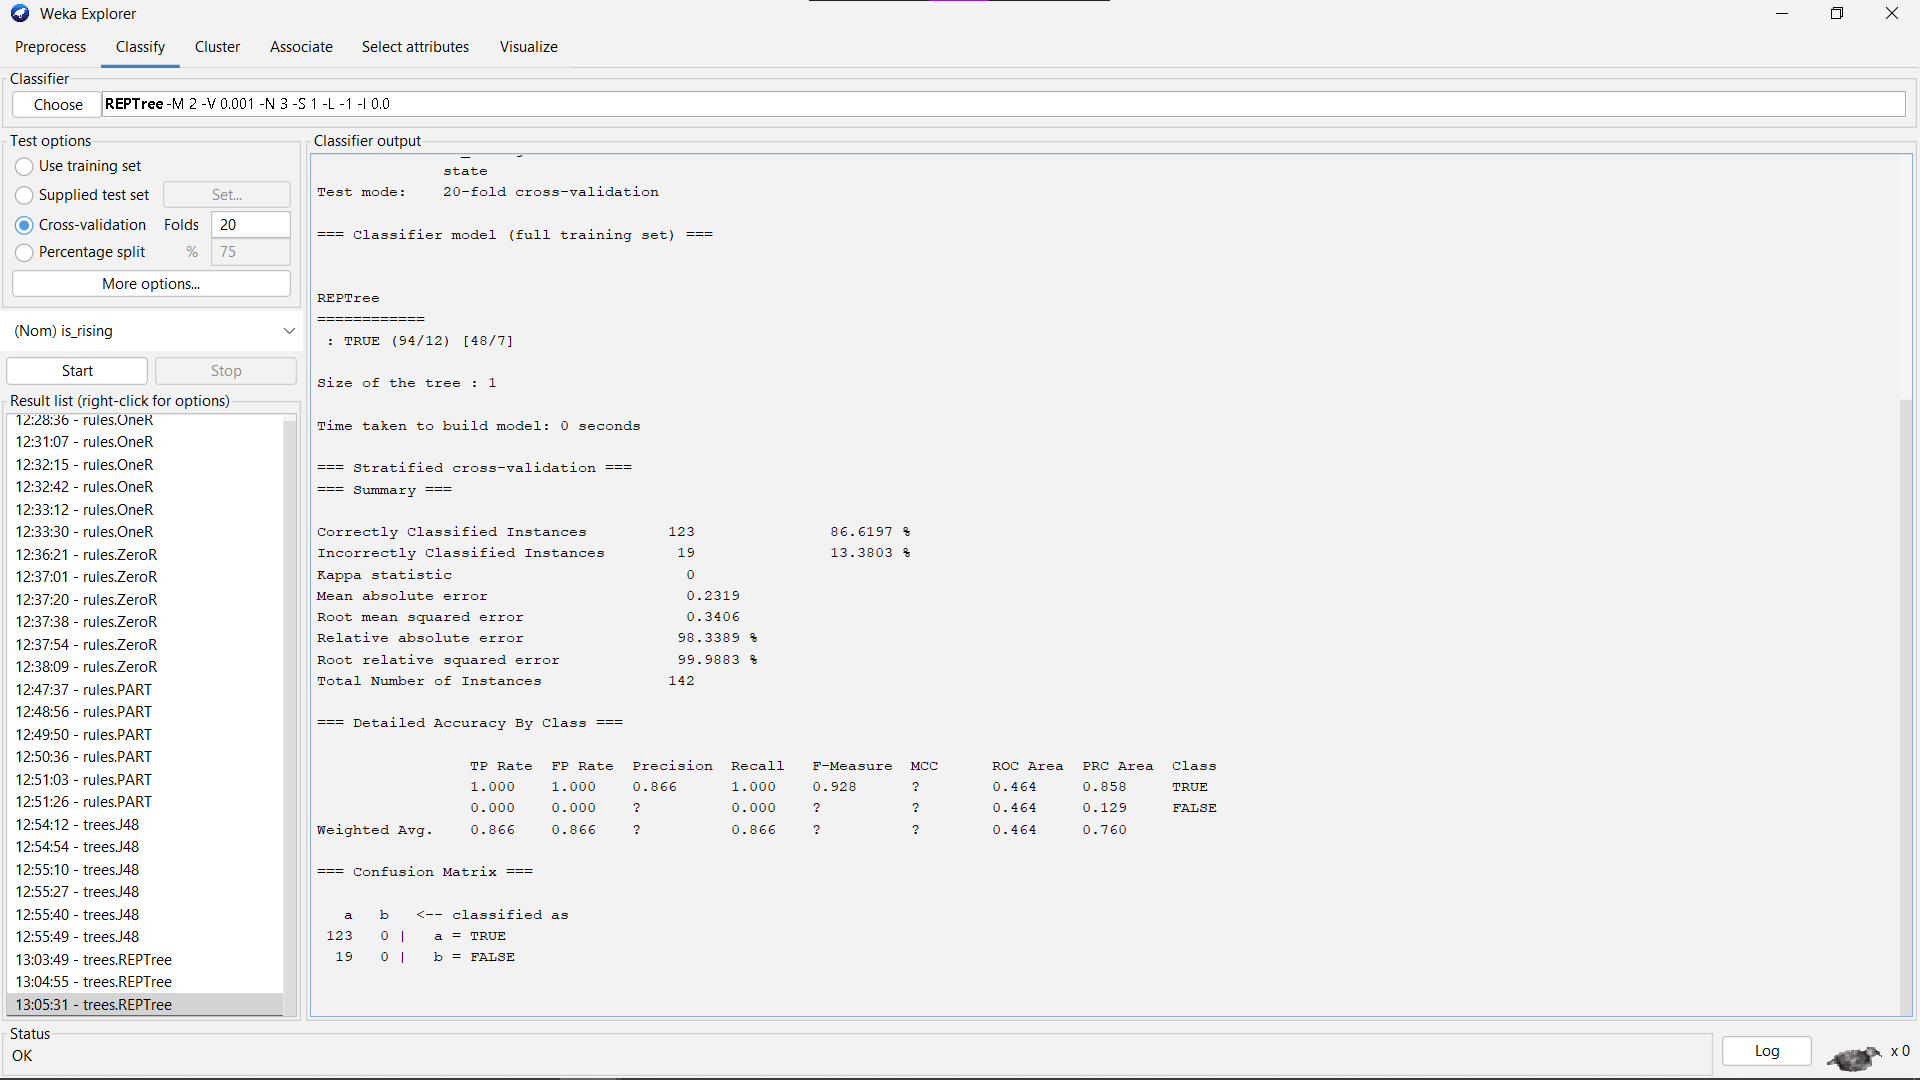 Weka Explorer
Preprocess Classify Cluster Associate Select attributes Visualize
Classifier
Choose REPTree -M 2 -V 0.001 -N 3 -S 1 -L -1 -I 0.0
Test options
Use training set
Supplied test set Set...
Cross-validation Folds 20
Percentage split % 75
More options...
(Nom) is_rising
Start Stop
Result list (right-click for options)
12:28:36 - rules.OneR
12:31:07 - rules.OneR
12:32:15 - rules.OneR
12:32:42 - rules.OneR
12:33:12 - rules.OneR
12:33:30 - rules.OneR
12:36:21 - rules.ZeroR
12:37:01 - rules.ZeroR
12:37:20 - rules.ZeroR
12:37:38 - rules.ZeroR
12:37:54 - rules.ZeroR
12:38:09 - rules.ZeroR
12:47:37 - rules.PART
12:48:56 - rules.PART
12:49:50 - rules.PART
12:50:36 - rules.PART
12:51:03 - rules.PART
12:51:26 - rules.PART
12:54:12 - trees.J48
12:54:54 - trees.J48
12:55:10 - trees.J48
12:55:27 - trees.J48
12:55:40 - trees.J48
12:55:49 - trees.J48
13:03:49 - trees.REPTree
13:04:55 - trees.REPTree
13:05:31 - trees.REPTree
Classifier output
state
Test mode: 20-fold cross-validation
=== Classifier model (full training set) ===
REPTree
============
: TRUE (94/12) [48/7]
Size of the tree : 1
Time taken to build model: 0 seconds
=== Stratified cross-validation ===
=== Summary ===
Correctly Classified Instances 123 86.6197 %
Incorrectly Classified Instances 19 13.3803 %
Kappa statistic 0
Mean absolute error 0.2319
Root mean squared error 0.3406
Relative absolute error 98.3389 %
Root relative squared error 99.9883 %
Total Number of Instances 142
=== Detailed Accuracy By Class ===
TP Rate FP Rate Precision Recall F-Measure MCC ROC Area PRC Area Class
1.000 1.000 0.866 1.000 0.928 ? 0.464 0.858 TRUE
0.000 0.000 ? 0.000 ? ? 0.464 0.129 FALSE
Weighted Avg. 0.866 0.866 ? 0.866 ? ? 0.464 0.760
=== Confusion Matrix ===
a b <-- classified as
123 0 | a = TRUE
19 0 | b = FALSE
Status
OK
Log x 0